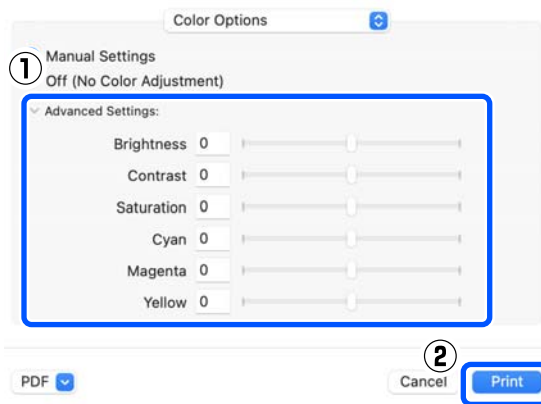 Color Options
Manual Settings
①
Off (No Color Adjustment)
Advanced Settings:
Brightness 0
Contrast 0
Saturation 0
Cyan 0
Magenta 0
Yellow 0
②
PDF Cancel Print